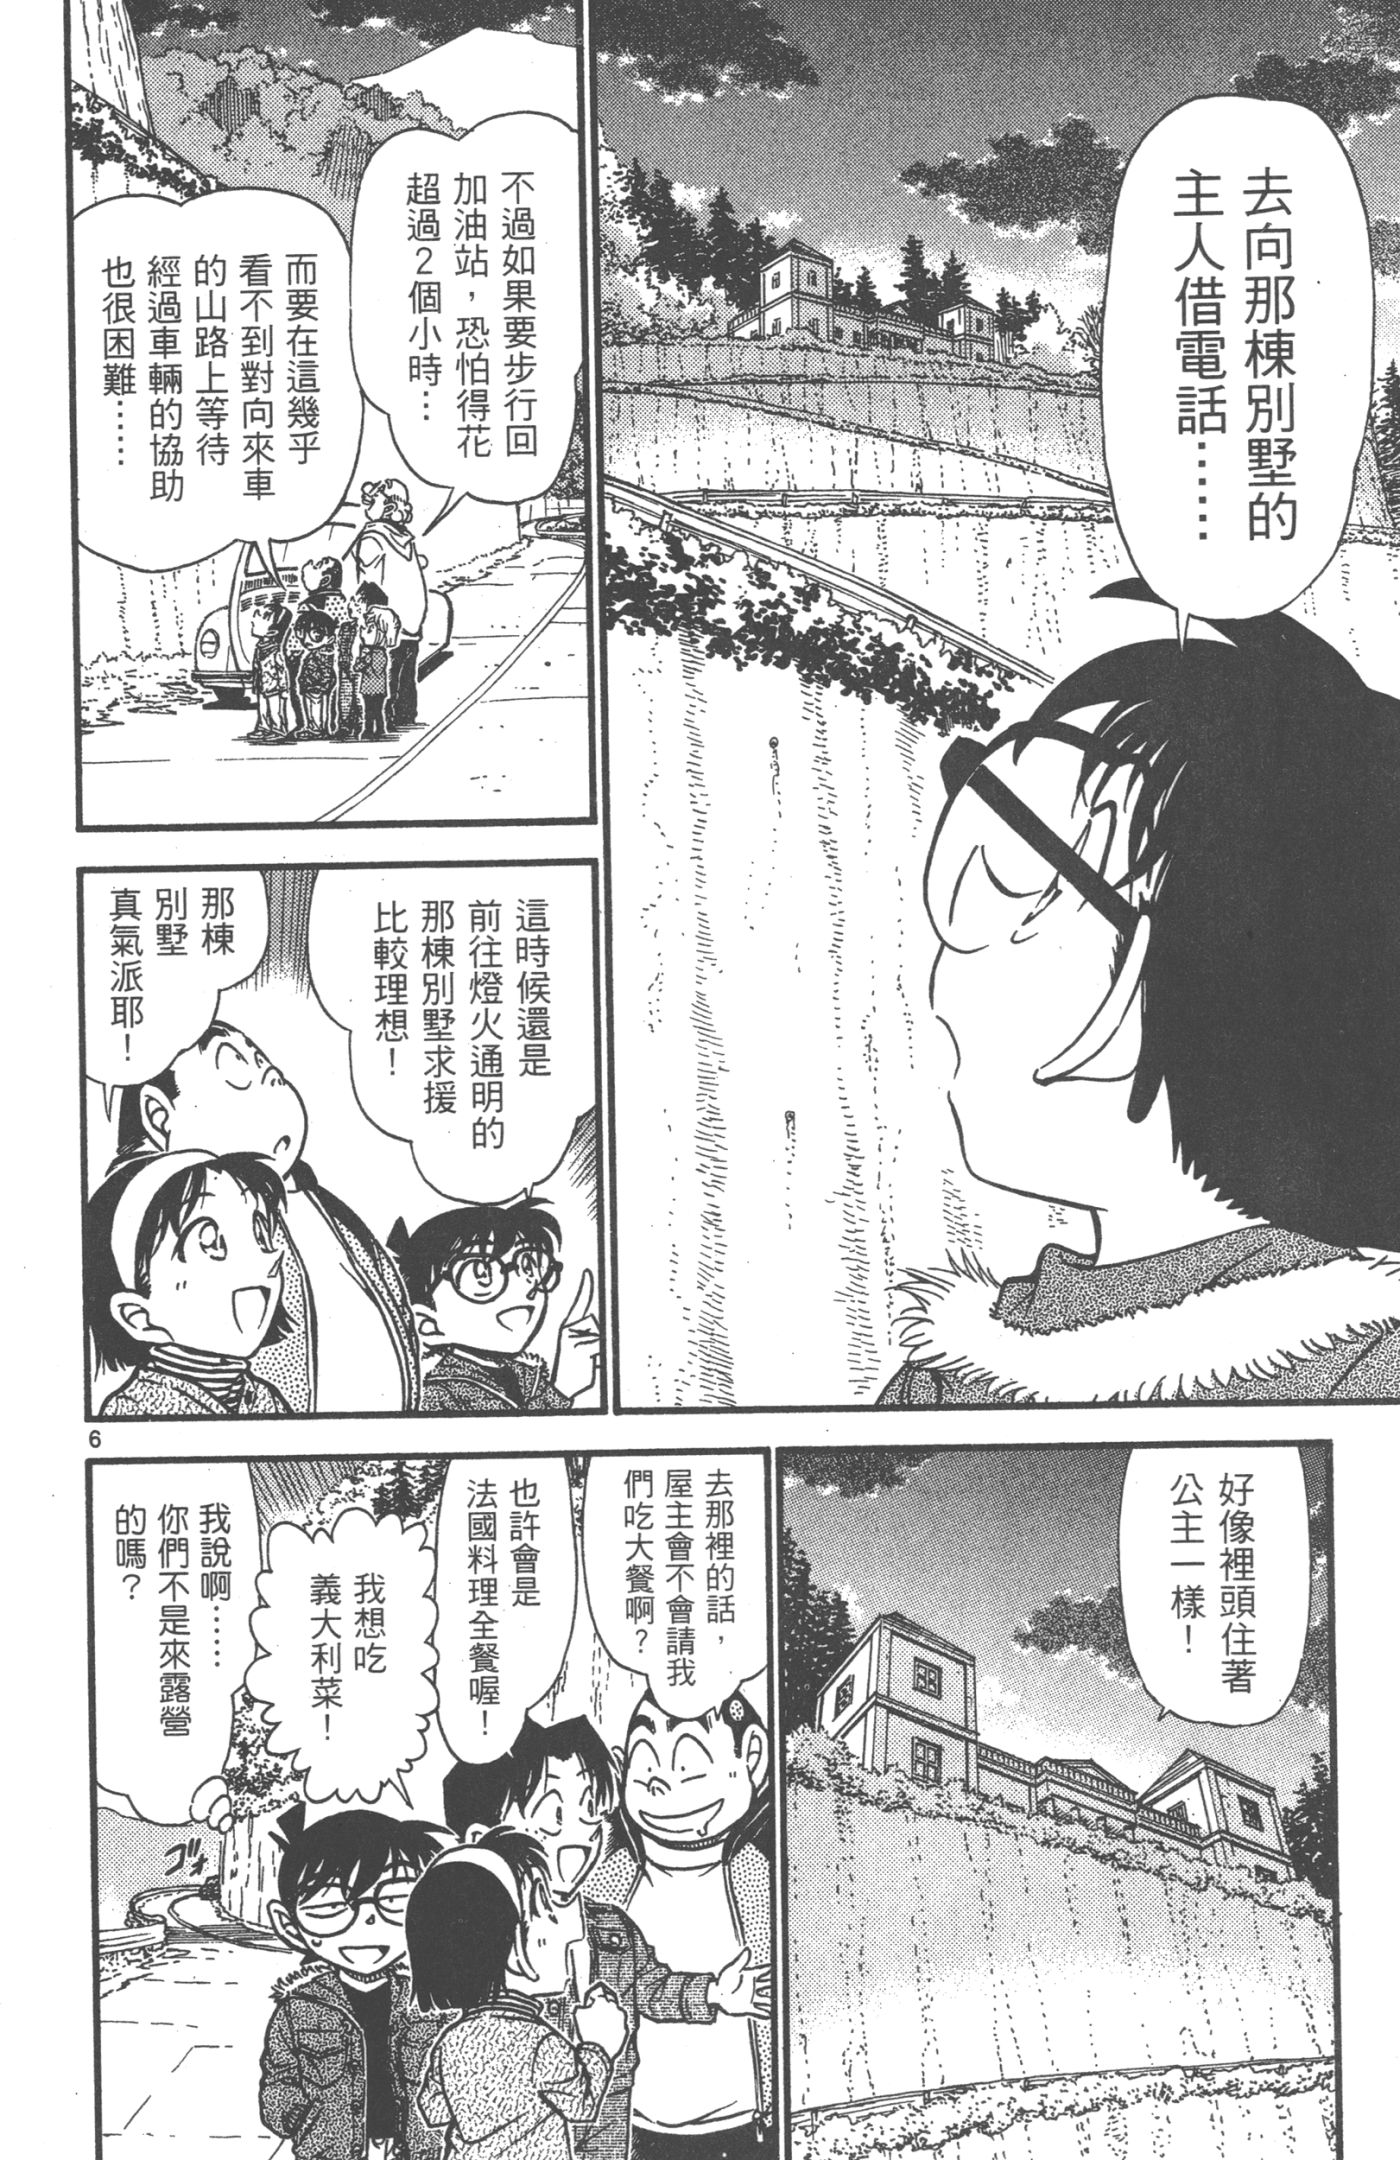 去向那棟別墅的
主人借電話……
不過如果要步行回
加油站，恐怕得花
超過2個小時…
而要在這幾乎
看不到對向來車
的山路上等待
經過車輛的協助
也很困難……
這時候還是
前往燈火通明的
那棟別墅求援
比較理想！
那棟
別墅
真氣派耶！
6
好像裡頭住著
公主一樣！
去那裡的話，
屋主會不會請我
們吃大餐啊？
也許會是
法國料理全餐喔！
我想吃
義大利菜！
我說啊……
你們不是來露營
的嗎？
ゴォ